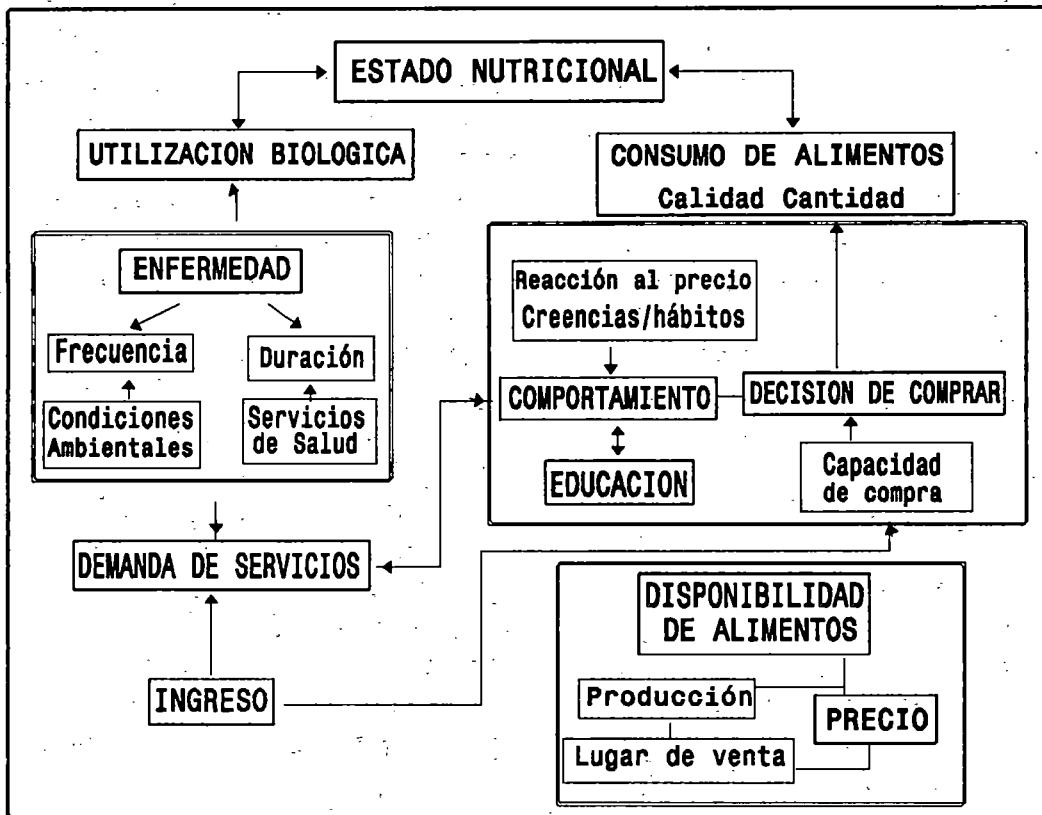 ESTADO NUTRICIONAL
UTILIZACION BIOLOGICA
CONSUMO DE ALIMENTOS
Calidad Cantidad
ENFERMEDAD
Frecuencia
Duración
Condiciones
Ambientales
Servicios
de Salud
Reacción al precio
Creencias/hábitos
COMPORTAMIENTO
DECISION DE COMPRAR
EDUCACION
Capacidad
de compra
DEMANDA DE SERVICIOS
INGRESO
DISPONIBILIDAD
DE ALIMENTOS
Producción
PRECIO
Lugar de venta